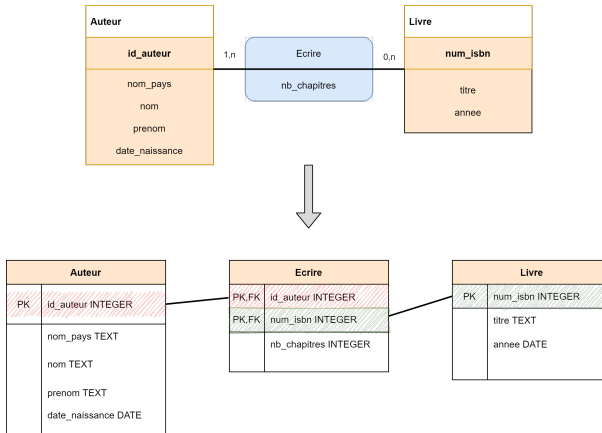 Auteur
id_auteur
nom_pays
nom
prenom
date_naissance
1,n
Ecrire
nb_chapitres
0,n
Livre
num_isbn
titre
annee
Auteur
PK id_auteur INTEGER
nom_pays TEXT
nom TEXT
prenom TEXT
date_naissance DATE
Ecrire
PK,FK id_auteur INTEGER
PK,FK num_isbn INTEGER
nb_chapitres INTEGER
Livre
PK num_isbn INTEGER
titre TEXT
annee DATE